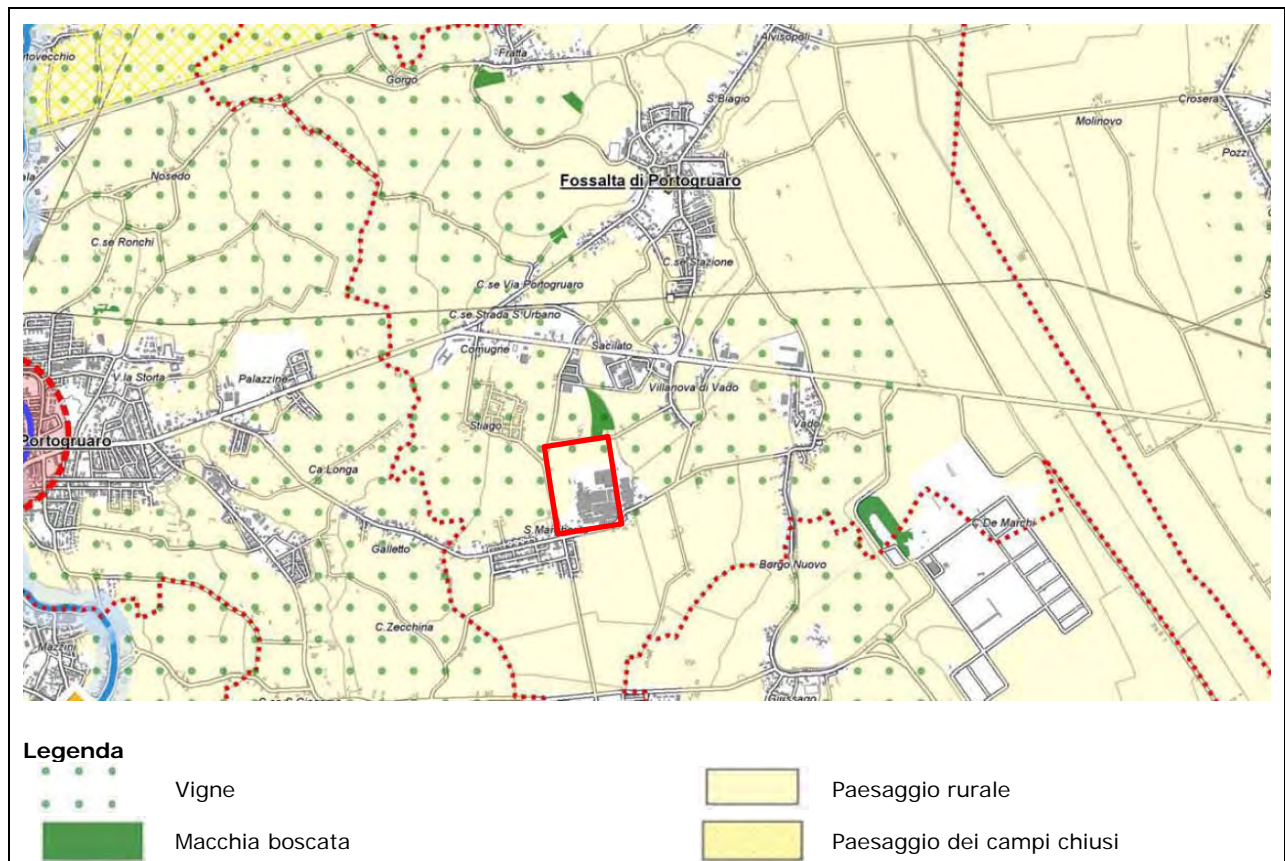 Fratta
Alvisopoli
Gorgo
S.Biagio
Crosera
Molinovo
Pozzi
Nosedo
Fossalta di Portogruaro
C.se Ronchi
C.se Stazione
C.se Via Portogruaro
C.se Strada S.Urbano
Comugne
Sacilato
V.la Storta
Palazzine
Villanova di Vado
Stiago
Vado
Portogruaro
Ca.Longa
C.De Marchi
Galletto
Borgo Nuovo
C.Zecchina
Mazzini
Giussago
Legenda
Vigne
Paesaggio rurale
Macchia boscata
Paesaggio dei campi chiusi